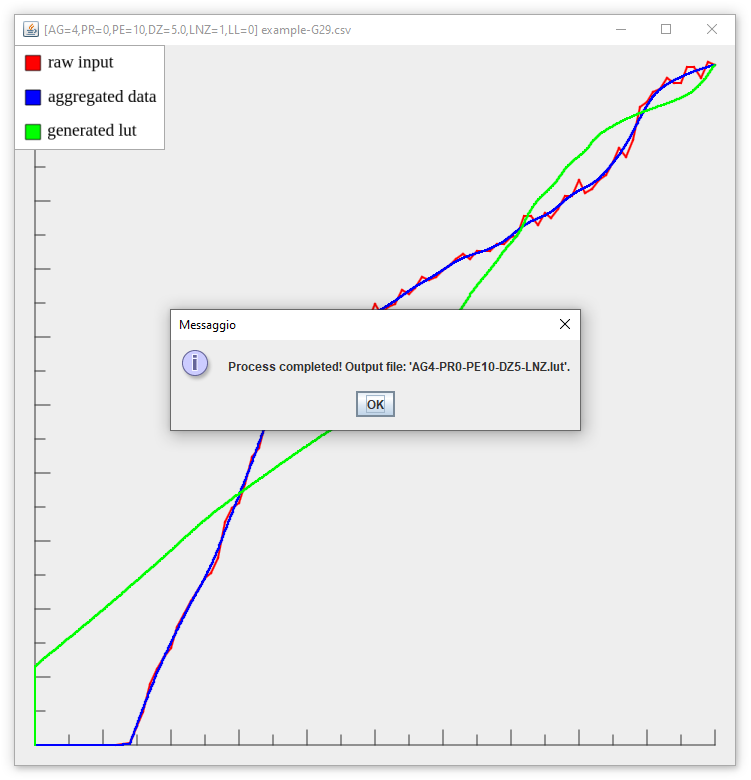 [AG=4,PR=0,PE=10,DZ=5.0,LNZ=1,LL=0] example-G29.csv
raw input
aggregated data
generated lut
Messaggio
Process completed! Output file: 'AG4-PR0-PE10-DZ5-LNZ.lut'.
OK